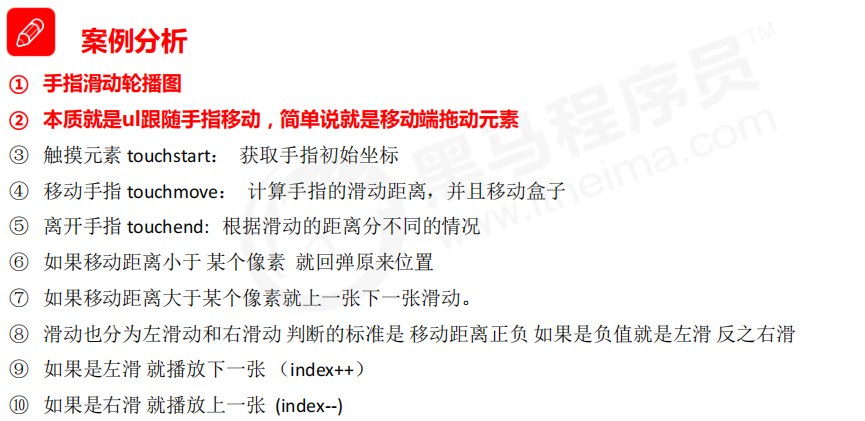 案例分析
① 手指滑动轮播图
② 本质就是ul跟随手指移动，简单说就是移动端拖动元素
③ 触摸元素 touchstart： 获取手指初始坐标
④ 移动手指 touchmove： 计算手指的滑动距离，并且移动盒子
⑤ 离开手指 touchend: 根据滑动的距离分不同的情况
⑥ 如果移动距离小于 某个像素 就回弹原来位置
⑦ 如果移动距离大于某个像素就上一张下一张滑动。
⑧ 滑动也分为左滑动和右滑动 判断的标准是 移动距离正负 如果是负值就是左滑 反之右滑
⑨ 如果是左滑 就播放下一张 （index++）
⑩ 如果是右滑 就播放上一张 (index--)
黑马程序员™
www.itheima.com